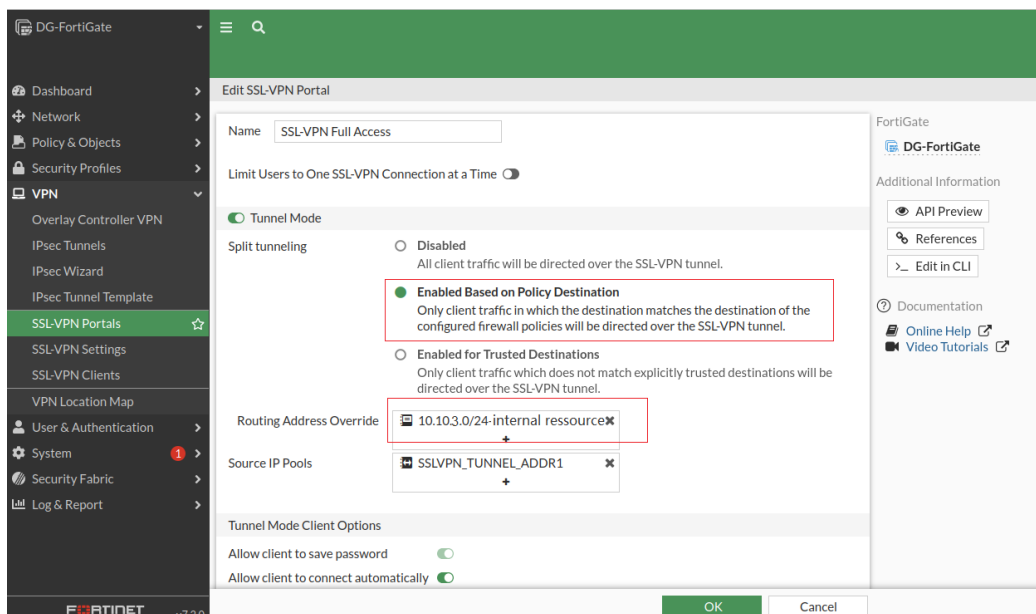 DG-FortiGate
Dashboard
Network
Policy & Objects
Security Profiles
VPN
Overlay Controller VPN
IPsec Tunnels
IPsec Wizard
IPsec Tunnel Template
SSL-VPN Portals
SSL-VPN Settings
SSL-VPN Clients
VPN Location Map
User & Authentication
System 1
Security Fabric
Log & Report
FORTINET
Edit SSL-VPN Portal
Name SSL-VPN Full Access
Limit Users to One SSL-VPN Connection at a Time
Tunnel Mode
Split tunneling
Disabled
All client traffic will be directed over the SSL-VPN tunnel.
Enabled Based on Policy Destination
Only client traffic in which the destination matches the destination of the
configured firewall policies will be directed over the SSL-VPN tunnel.
Enabled for Trusted Destinations
Only client traffic which does not match explicitly trusted destinations will be
directed over the SSL-VPN tunnel.
Routing Address Override 10.10.3.0/24-internal ressource
+
Source IP Pools SSLVPN_TUNNEL_ADDR1
+
Tunnel Mode Client Options
Allow client to save password
Allow client to connect automatically
OK Cancel
FortiGate
DG-FortiGate
Additional Information
API Preview
References
>_ Edit in CLI
Documentation
Online Help
Video Tutorials